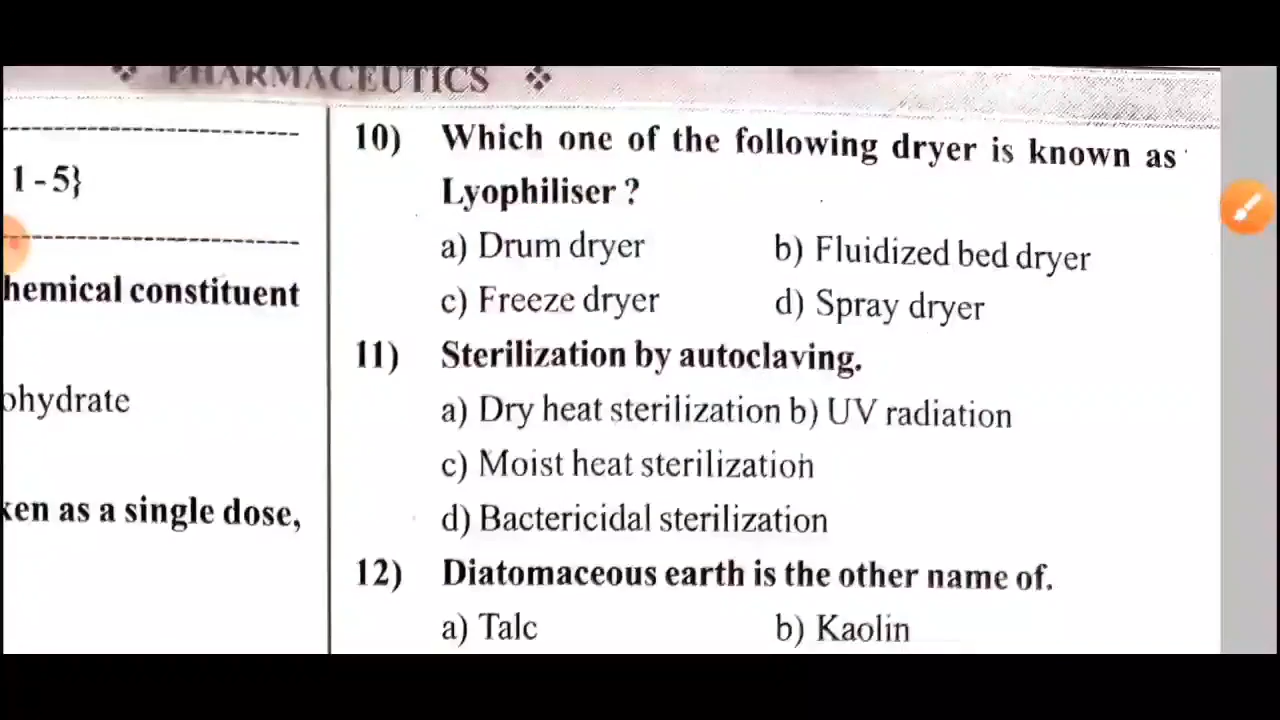 PHARMACEUTICS
1 - 5}
hemical constituent
ohydrate
ken as a single dose,
10) Which one of the following dryer is known as
Lyophiliser ?
a) Drum dryer b) Fluidized bed dryer
c) Freeze dryer d) Spray dryer
11) Sterilization by autoclaving.
a) Dry heat sterilization b) UV radiation
c) Moist heat sterilization
d) Bactericidal sterilization
12) Diatomaceous earth is the other name of.
a) Talc b) Kaolin